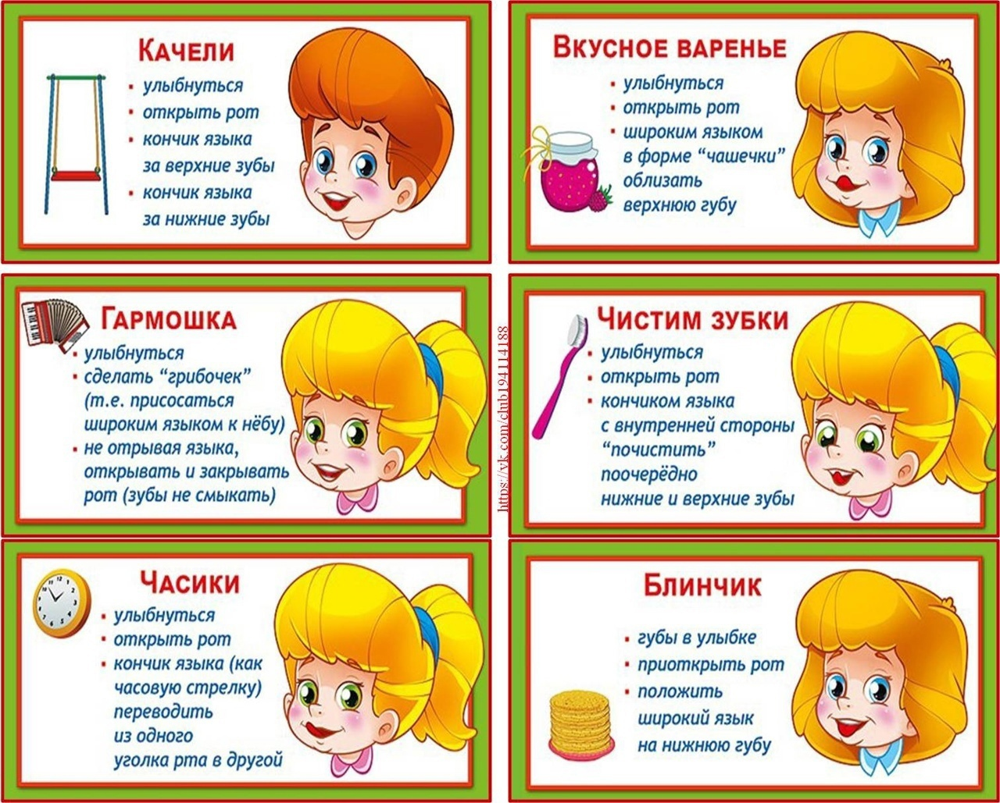 Качели
улыбнуться
открыть рот
кончик языка
за верхние зубы
кончик языка
за нижние зубы
Вкусное варенье
улыбнуться
открыть рот
широким языком
в форме “чашечки”
облизать
верхнюю губу
Гармошка
улыбнуться
сделать “грибочек”
(т.е. присосаться
широким языком к нёбу)
не отрывая языка,
открывать и закрывать
рот (зубы не смыкать)
https://vk.com/club194114188
Чистим зубки
улыбнуться
открыть рот
кончиком языка
с внутренней стороны
“почистить”
поочерёдно
нижние и верхние зубы
Часики
улыбнуться
открыть рот
кончик языка (как
часовую стрелку)
переводить
из одного
уголка рта в другой
Блинчик
губы в улыбке
приоткрыть рот
положить
широкий язык
на нижнюю губу